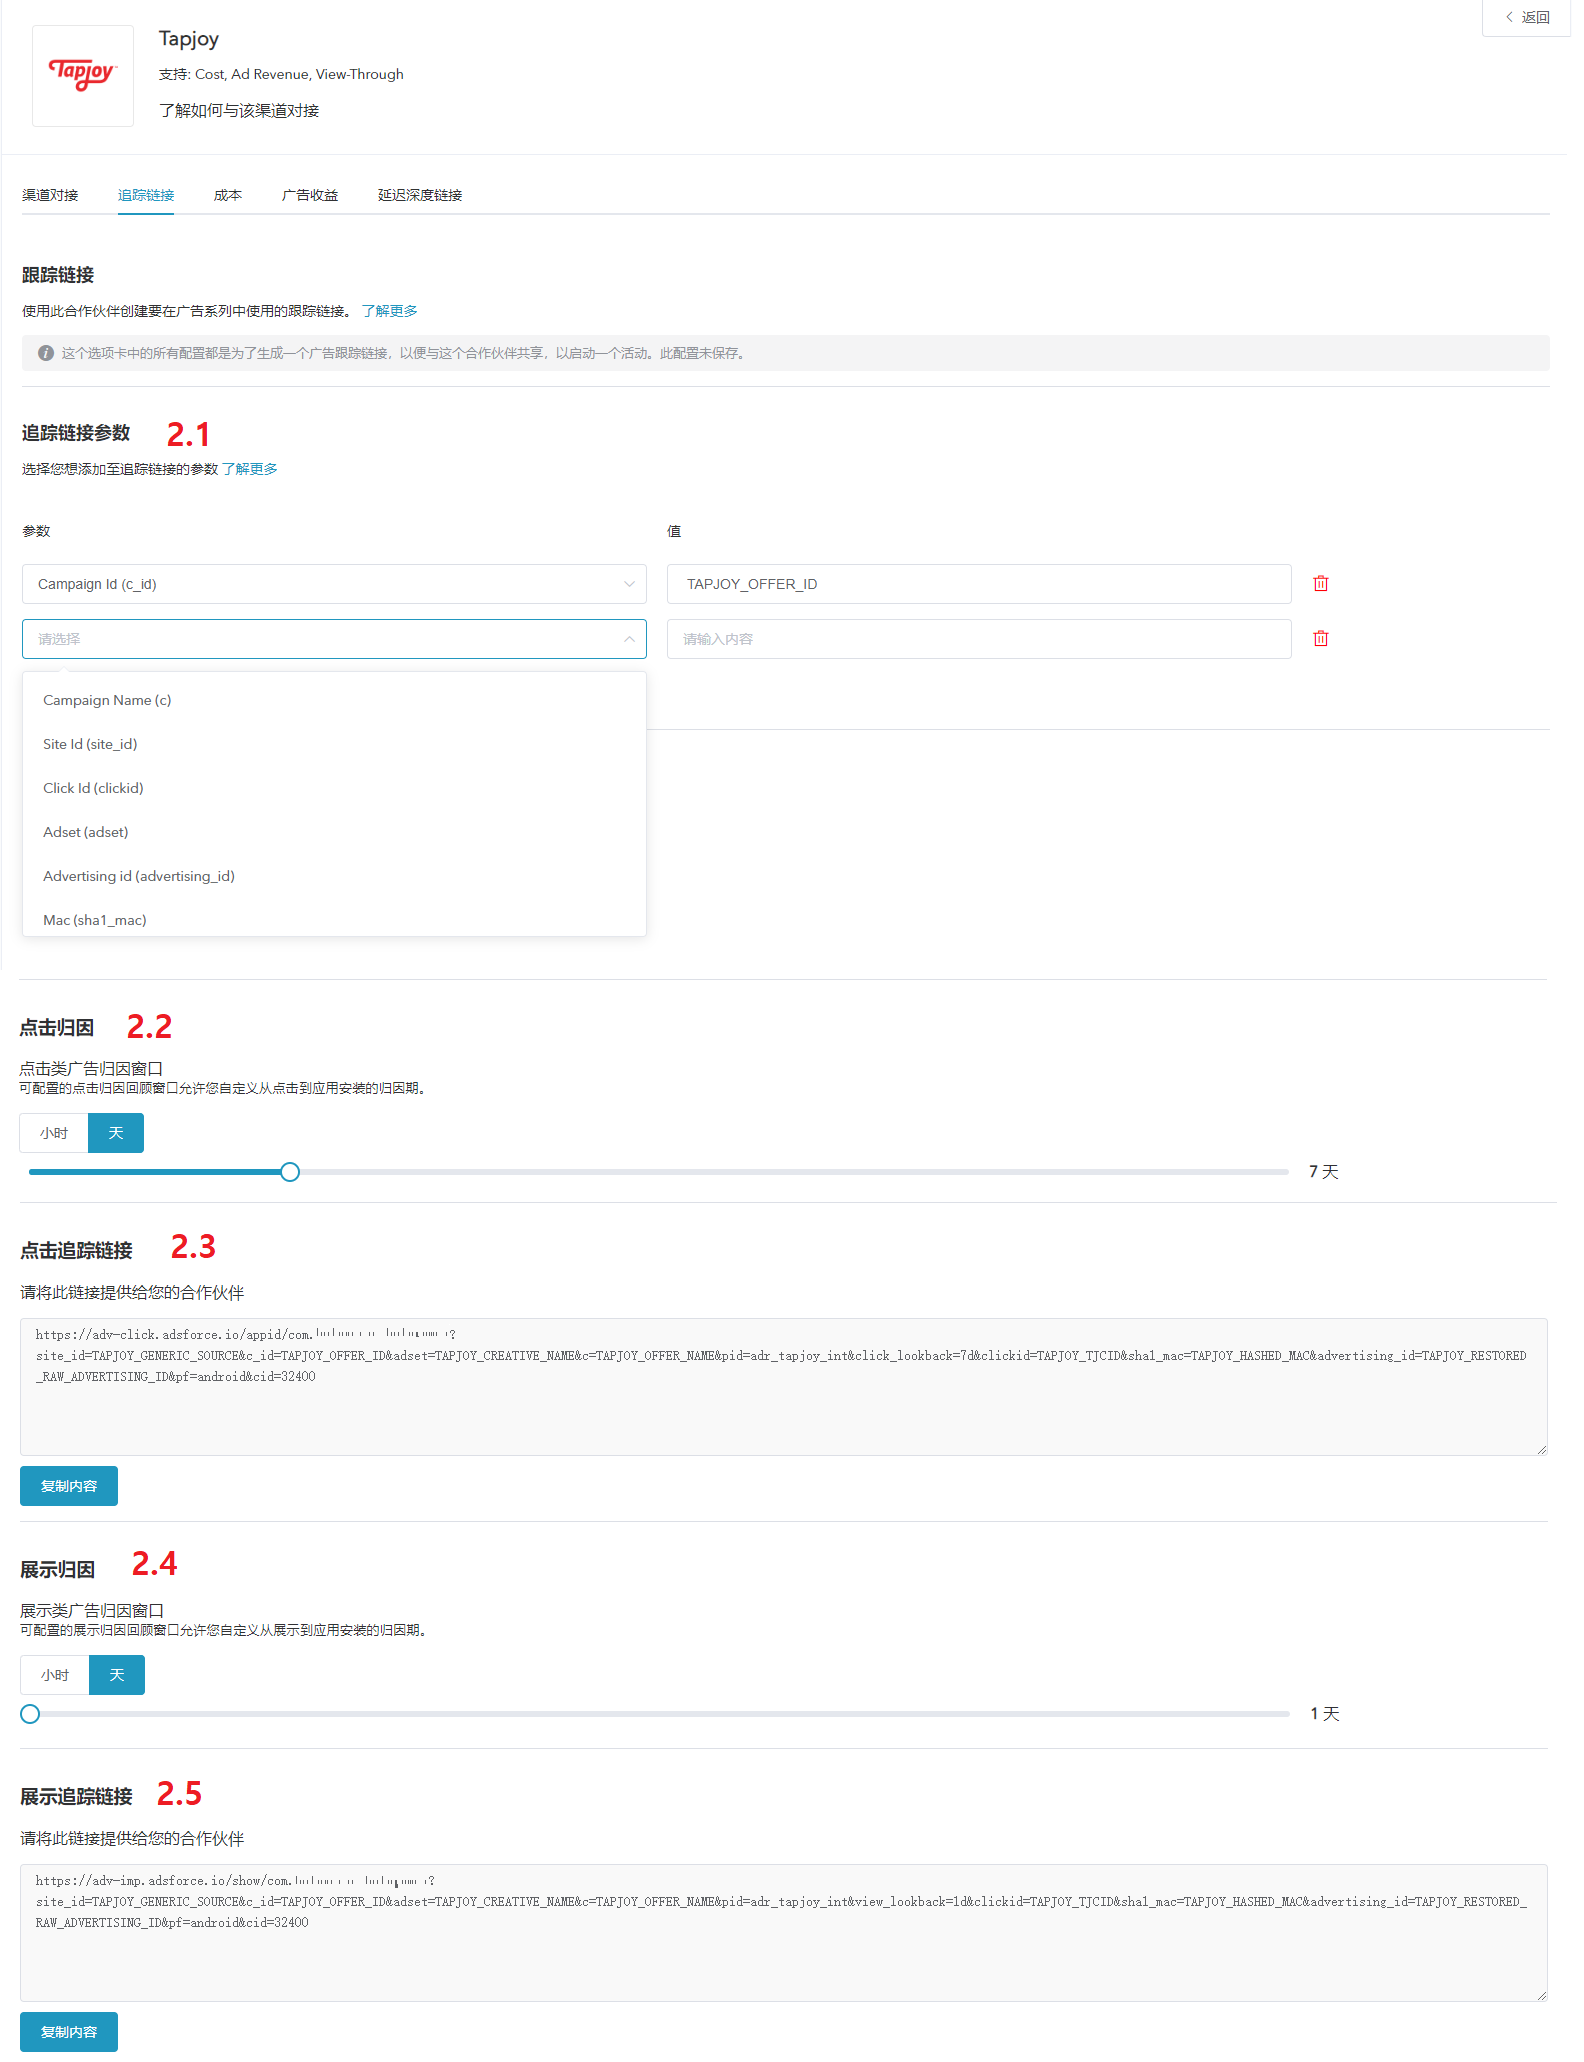 返回
Tapjoy
Tapjoy
支持: Cost, Ad Revenue, View-Through
了解如何与该渠道对接
渠道对接 追踪链接 成本 广告收益 延迟深度链接
跟踪链接
使用此合作伙伴创建要在广告系列中使用的跟踪链接。 了解更多
这个选项卡中的所有配置都是为了生成一个广告跟踪链接，以便与这个合作伙伴共享，以启动一个活动。此配置未保存。
追踪链接参数 2.1
选择您想添加至追踪链接的参数 了解更多
参数 值
Campaign Id (c_id) TAPJOY_OFFER_ID
请选择 请输入内容
Campaign Name (c)
Site Id (site_id)
Click Id (clickid)
Adset (adset)
Advertising id (advertising_id)
Mac (sha1_mac)
点击归因 2.2
点击类广告归因窗口
可配置的点击归因回顾窗口允许您自定义从点击到应用安装的归因期。
小时 天
7 天
点击追踪链接 2.3
请将此链接提供给您的合作伙伴
https://adv-click.adsforce.io/appid/com. ?
site_id=TAPJOY_GENERIC_SOURCE&c_id=TAPJOY_OFFER_ID&adset=TAPJOY_CREATIVE_NAME&c=TAPJOY_OFFER_NAME&pid=adr_tapjoy_int&click_lookback=7d&clickid=TAPJOY_TJCID&sha1_mac=TAPJOY_HASHED_MAC&advertising_id=TAPJOY_RESTORED
_RAW_ADVERTISING_ID&pf=android&cid=32400
复制内容
展示归因 2.4
展示类广告归因窗口
可配置的展示归因回顾窗口允许您自定义从展示到应用安装的归因期。
小时 天
1 天
展示追踪链接 2.5
请将此链接提供给您的合作伙伴
https://adv-imp.adsforce.io/show/com. ?
site_id=TAPJOY_GENERIC_SOURCE&c_id=TAPJOY_OFFER_ID&adset=TAPJOY_CREATIVE_NAME&c=TAPJOY_OFFER_NAME&pid=adr_tapjoy_int&view_lookback=1d&clickid=TAPJOY_TJCID&sha1_mac=TAPJOY_HASHED_MAC&advertising_id=TAPJOY_RESTORED_
RAW_ADVERTISING_ID&pf=android&cid=32400
复制内容